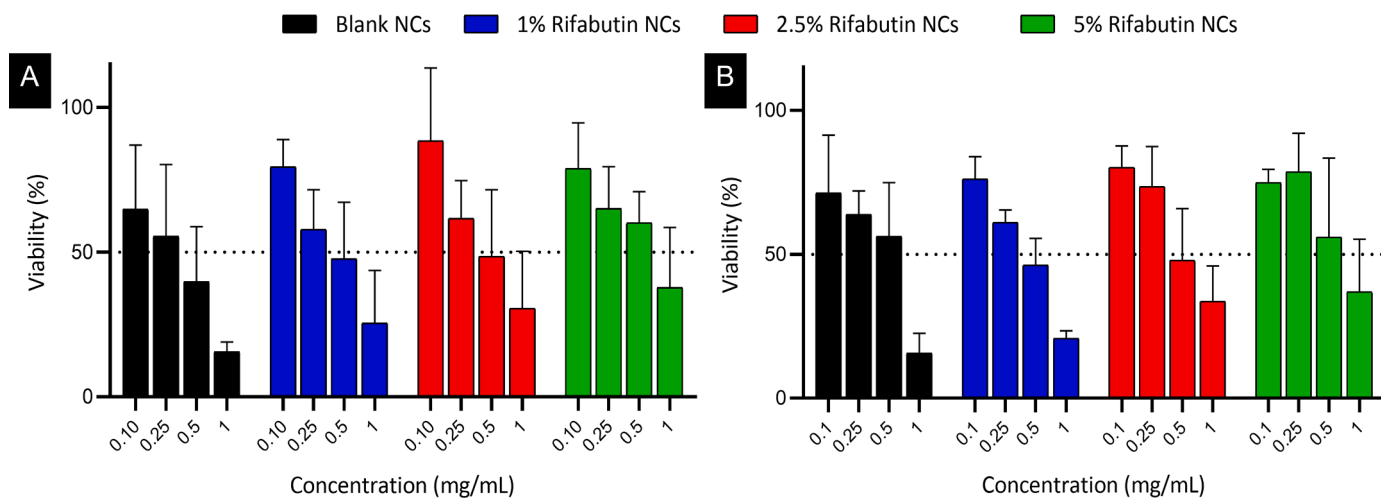 Blank NCs 1% Rifabutin NCs 2.5% Rifabutin NCs 5% Rifabutin NCs
A
Viability (%)
100
50
0
0.10 0.25 0.5 1 0.10 0.25 0.5 1 0.10 0.25 0.5 1 0.10 0.25 0.5 1
Concentration (mg/mL)
B
Viability (%)
100
50
0
0.1 0.25 0.5 1 0.1 0.25 0.5 1 0.1 0.25 0.5 1 0.1 0.25 0.5 1
Concentration (mg/mL)